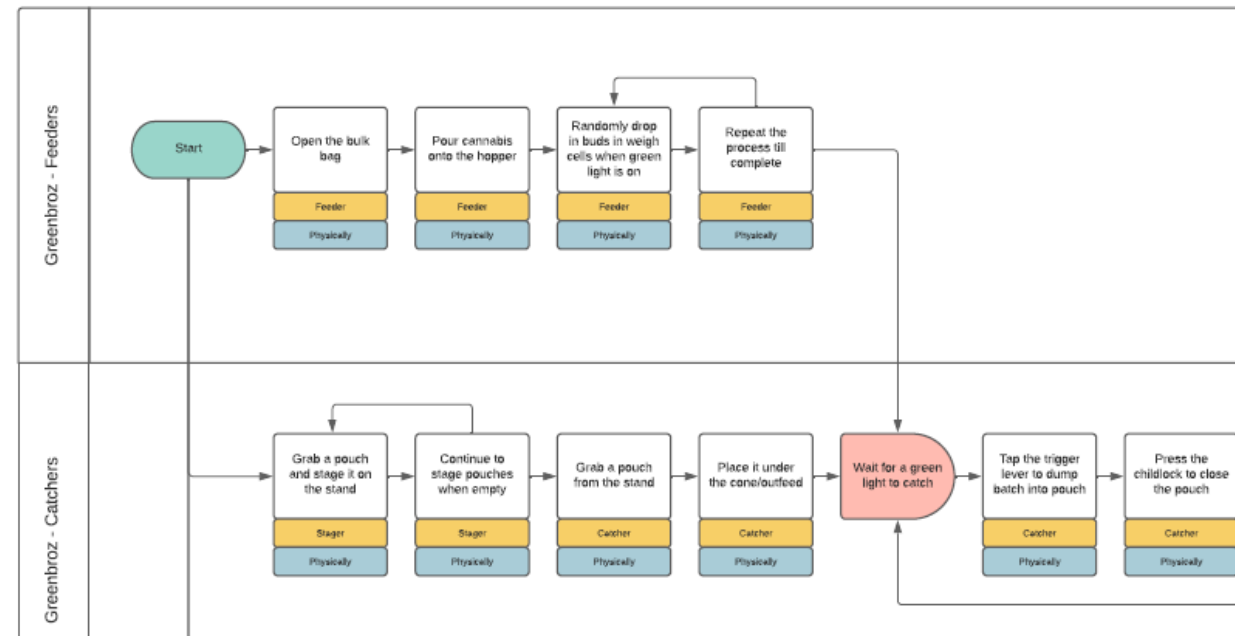 Greenbroz - Feeders
Start
Open the bulk
bag
Feeder
Physically
Pour cannabis
onto the hopper
Feeder
Physically
Randomly drop
in buds in weigh
cells when green
light is on
Feeder
Physically
Repeat the
process till
complete
Feeder
Physically
Greenbroz - Catchers
Grab a pouch
and stage it on
the stand
Stager
Physically
Continue to
stage pouches
when empty
Stager
Physically
Grab a pouch
from the stand
Catcher
Physically
Place it under
the cone/outfeed
Catcher
Physically
Wait for a green
light to catch
Tap the trigger
lever to dump
batch into pouch
Catcher
Physically
Press the
childlock to close
the pouch
Catcher
Physically